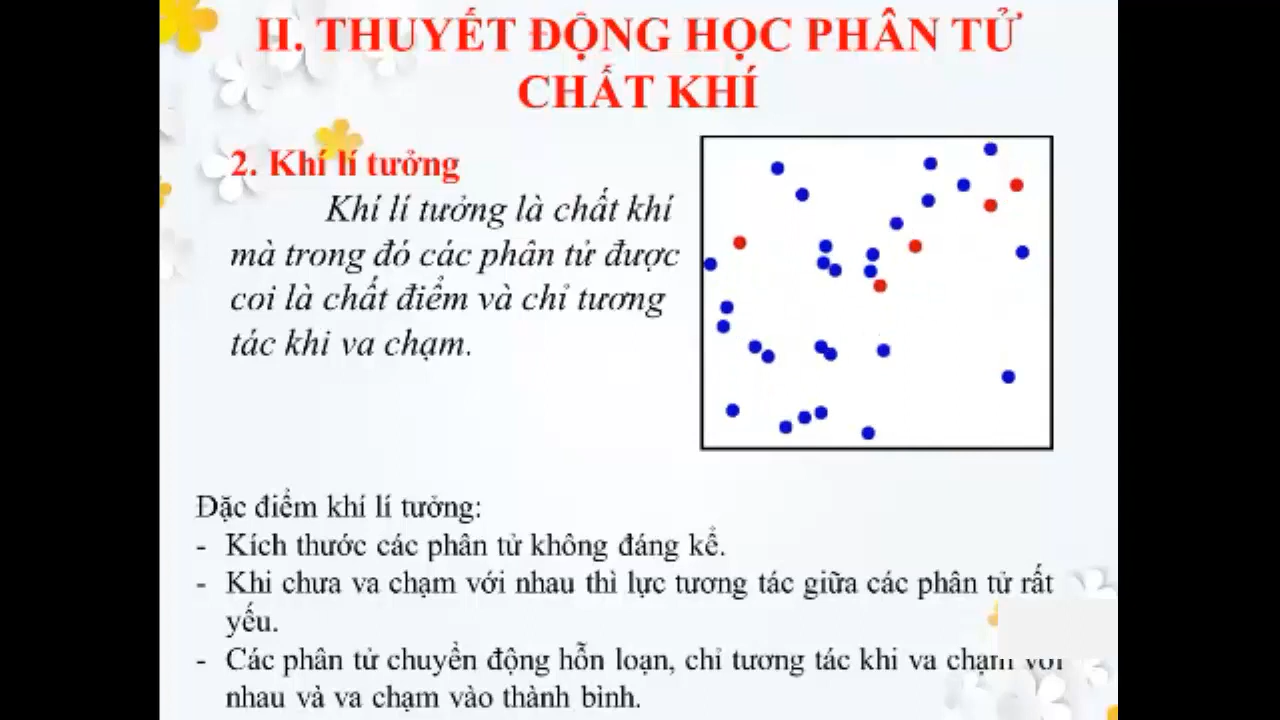 II. THUYẾT ĐỘNG HỌC PHÂN TỬ
CHẤT KHÍ
2. Khí lí tưởng
Khí lí tưởng là chất khí
mà trong đó các phân tử được
coi là chất điểm và chỉ tương
tác khi va chạm.
Đặc điểm khí lí tưởng:
- Kích thước các phân tử không đáng kể.
- Khi chưa va chạm với nhau thì lực tương tác giữa các phân tử rất
yếu.
- Các phân tử chuyển động hỗn loạn, chỉ tương tác khi va chạm với
nhau và va chạm vào thành bình.